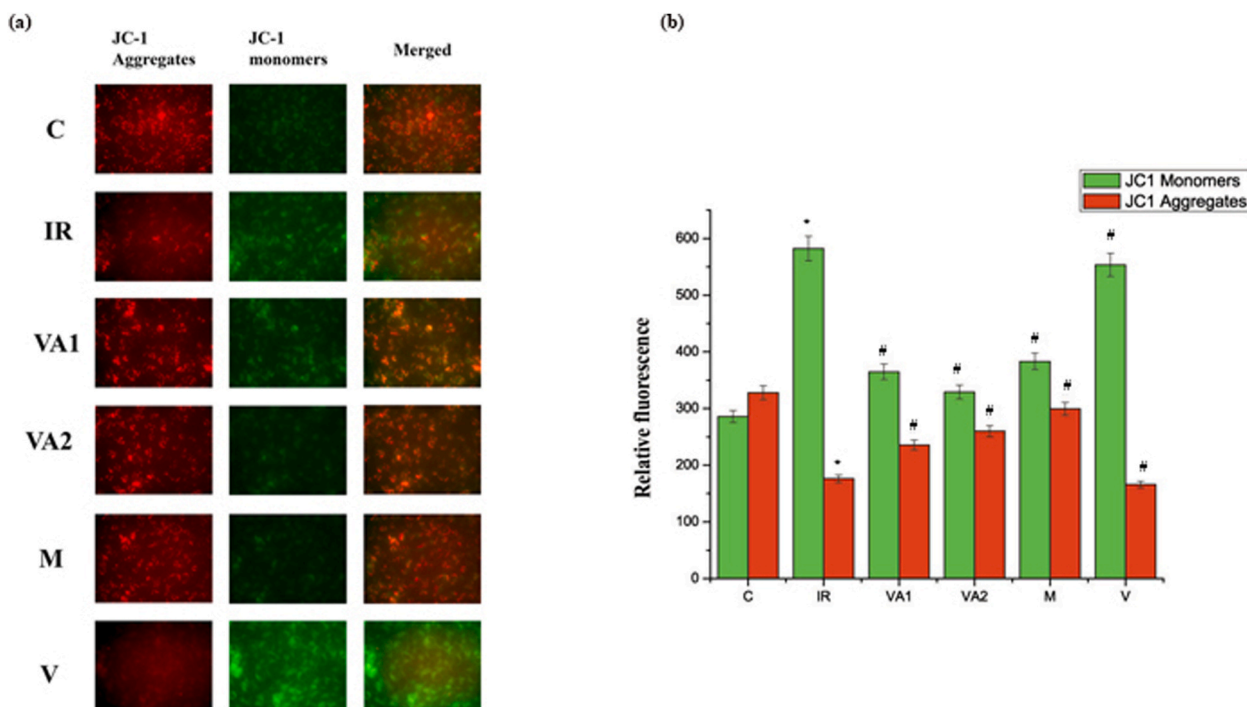 (a)
JC-1
Aggregates
JC-1
monomers
Merged
C
IR
VA1
VA2
M
V
(b)
JC1 Monomers
JC1 Aggregates
Relative fluorescence
600
500
400
300
200
100
0
*
*
#
#
#
#
#
#
#
#
C
IR
VA1
VA2
M
V